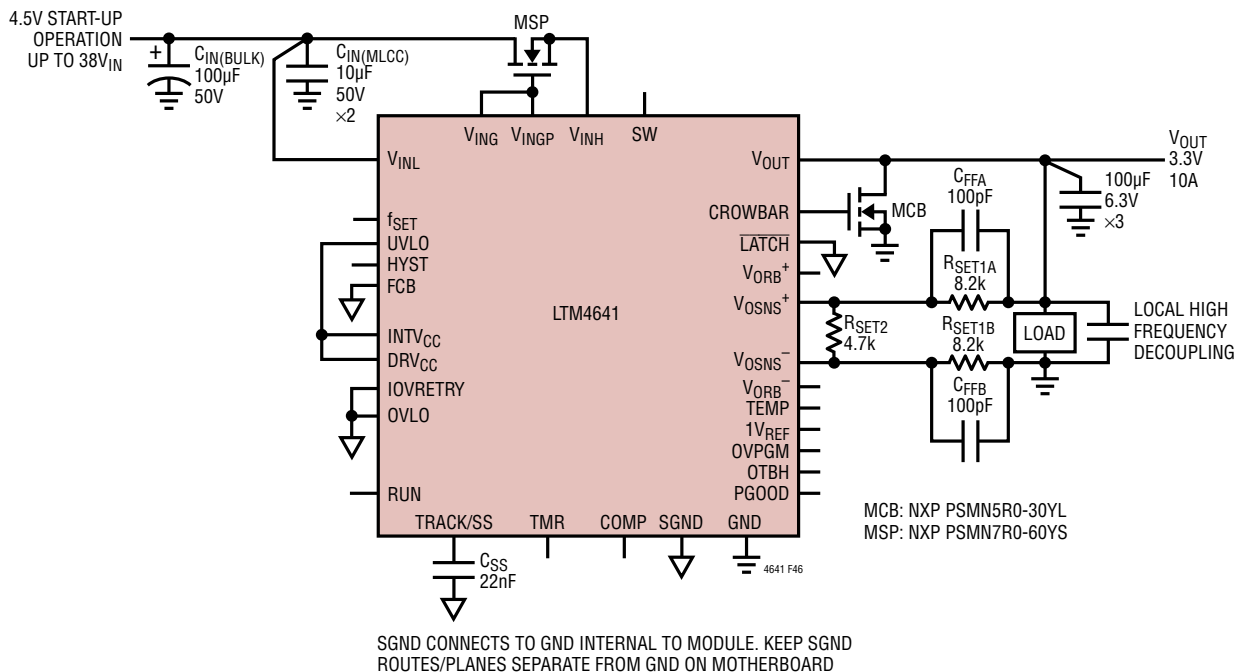 4.5V START-UP
OPERATION
UP TO 38VIN
+
CIN(BULK)
100µF
50V
CIN(MLCC)
10µF
50V
×2
MSP
VING
VINGP
VINH
SW
VINL
fSET
UVLO
HYST
FCB
INTVCC
DRVCC
IOVRETRY
OVLO
RUN
TRACK/SS
TMR
COMP
SGND
GND
LTM4641
VOUT
CROWBAR
LATCH
VORB+
VOSNS+
VOSNS−
VORB−
TEMP
1VREF
OVPGM
OTBH
PGOOD
MCB
CFFA
100pF
RSET1A
8.2k
RSET2
4.7k
RSET1B
8.2k
CFFB
100pF
VOUT
3.3V
10A
100µF
6.3V
×3
LOAD
LOCAL HIGH
FREQUENCY
DECOUPLING
MCB: NXP PSMN5R0-30YL
MSP: NXP PSMN7R0-60YS
CSS
22nF
4641 F46
SGND CONNECTS TO GND INTERNAL TO MODULE. KEEP SGND
ROUTES/PLANES SEPARATE FROM GND ON MOTHERBOARD